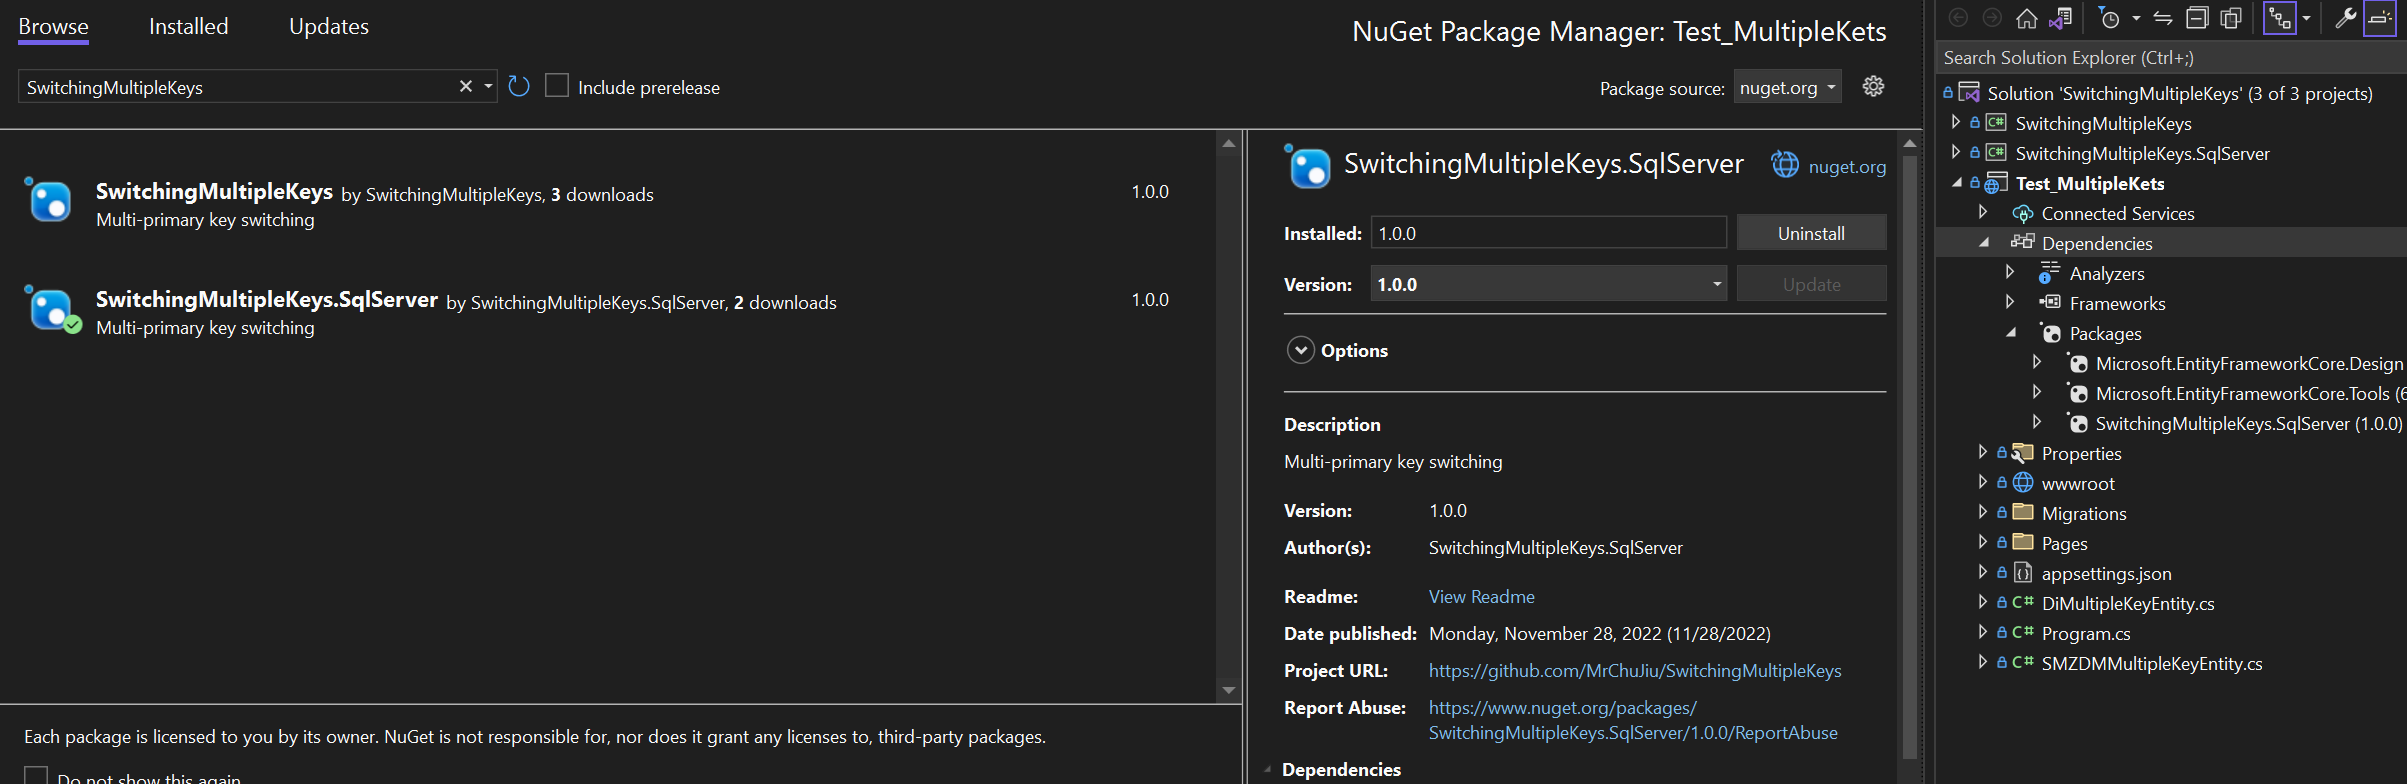 Browse
Installed
Updates
NuGet Package Manager: Test_MultipleKets
SwitchingMultipleKeys
Include prerelease
Package source: nuget.org
SwitchingMultipleKeys by SwitchingMultipleKeys, 3 downloads
1.0.0
Multi-primary key switching
SwitchingMultipleKeys.SqlServer by SwitchingMultipleKeys.SqlServer, 2 downloads
1.0.0
Multi-primary key switching
Each package is licensed to you by its owner. NuGet is not responsible for, nor does it grant any licenses to, third-party packages.
Do not show this again
SwitchingMultipleKeys.SqlServer
nuget.org
Installed: 1.0.0
Uninstall
Version: 1.0.0
Update
Options
Description
Multi-primary key switching
Version: 1.0.0
Author(s): SwitchingMultipleKeys.SqlServer
Readme: View Readme
Date published: Monday, November 28, 2022 (11/28/2022)
Project URL: https://github.com/MrChuJiu/SwitchingMultipleKeys
Report Abuse: https://www.nuget.org/packages/
SwitchingMultipleKeys.SqlServer/1.0.0/ReportAbuse
Dependencies
Search Solution Explorer (Ctrl+;)
Solution 'SwitchingMultipleKeys' (3 of 3 projects)
C# SwitchingMultipleKeys
C# SwitchingMultipleKeys.SqlServer
Test_MultipleKets
Connected Services
Dependencies
Analyzers
Frameworks
Packages
Microsoft.EntityFrameworkCore.Design
Microsoft.EntityFrameworkCore.Tools (6
SwitchingMultipleKeys.SqlServer (1.0.0)
Properties
wwwroot
Migrations
Pages
appsettings.json
C# DiMultipleKeyEntity.cs
C# Program.cs
C# SMZDMMultipleKeyEntity.cs